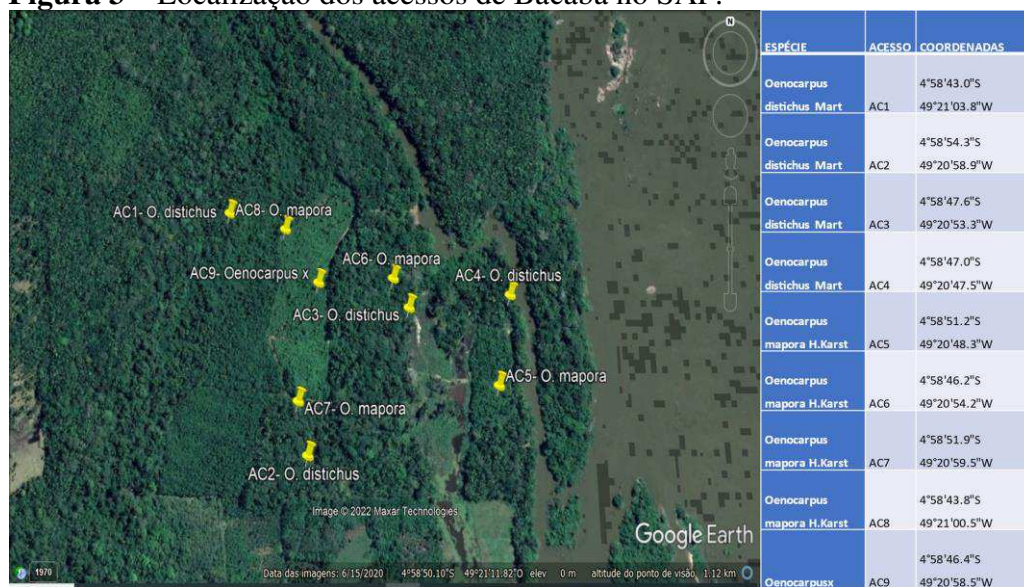 Figura 3 – Localização dos acessos de Bacaba no SAF.
N
AC1- O. distichus
AC8- O. mapora
AC9- Oenocarpus x
AC6- O. mapora
AC4- O. distichus
AC3- O. distichus
AC5- O. mapora
AC7- O. mapora
AC2- O. distichus
Image © 2022 Maxar Technologies
Google Earth
1970
Data das imagens: 6/15/2020 4°58'50.10"S 49°21'11.82"O elev 0 m altitude do ponto de visão 1.12 km
ESPÉCIE ACESSO COORDENADAS
Oenocarpus 4°58'43.0"S
distichus Mart AC1 49°21'03.8"W
Oenocarpus 4°58'54.3"S
distichus Mart AC2 49°20'58.9"W
Oenocarpus 4°58'47.6"S
distichus Mart AC3 49°20'53.3"W
Oenocarpus 4°58'47.0"S
distichus Mart AC4 49°20'47.5"W
Oenocarpus 4°58'51.2"S
mapora H.Karst AC5 49°20'48.3"W
Oenocarpus 4°58'46.2"S
mapora H.Karst AC6 49°20'54.2"W
Oenocarpus 4°58'51.9"S
mapora H.Karst AC7 49°20'59.5"W
Oenocarpus 4°58'43.8"S
mapora H.Karst AC8 49°21'00.5"W
4°58'46.4"S
Oenocarpusx AC9 49°20'58.5"W